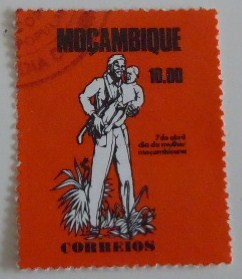 MOÇAMBIQUE
10.00
7 de abril
dia da mulher
moçambicana
CORREIOS